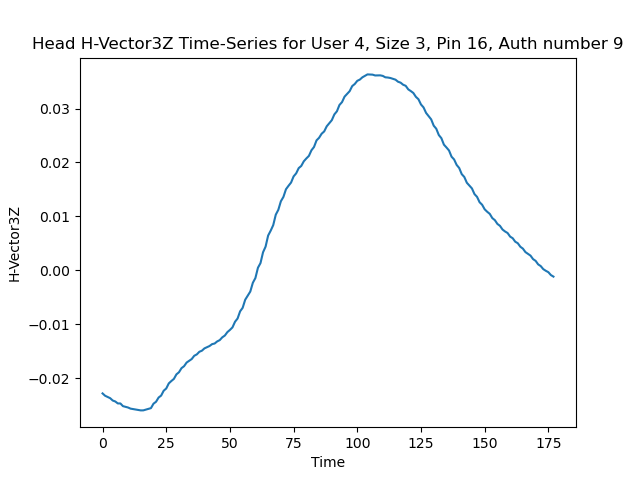 Head H-Vector3Z Time-Series for User 4, Size 3, Pin 16, Auth number 9
H-Vector3Z
0.03
0.02
0.01
0.00
−0.01
−0.02
0 25 50 75 100 125 150 175
Time